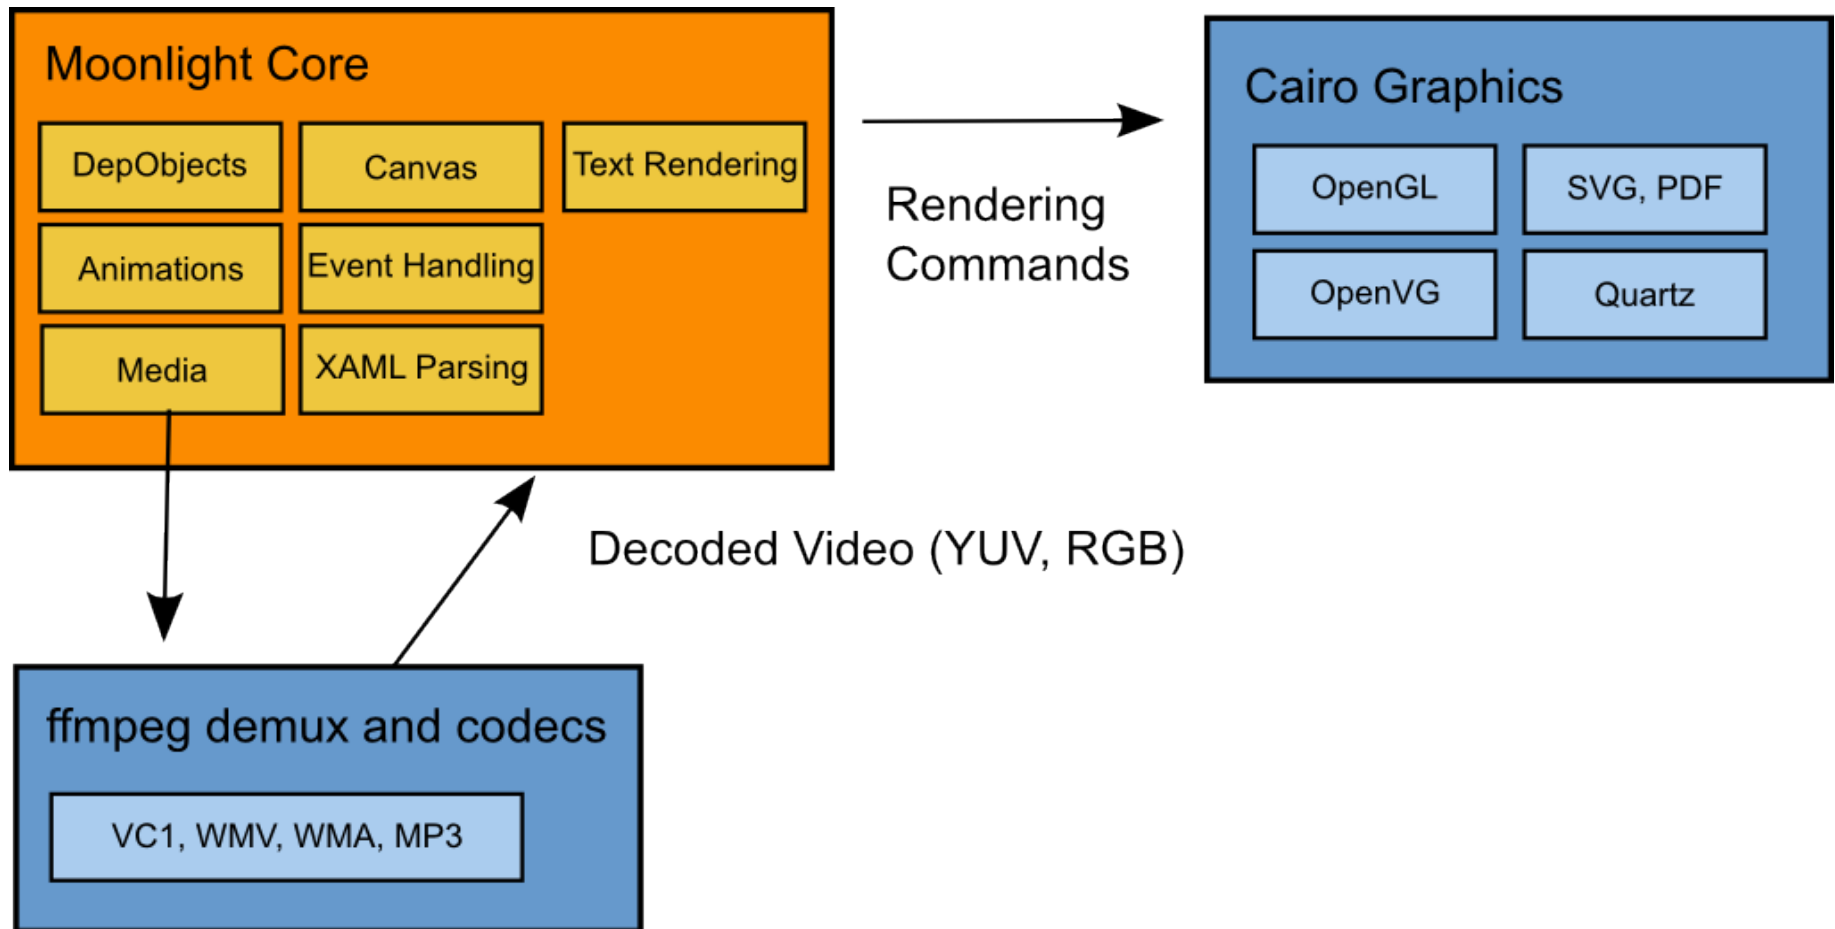 Moonlight Core
DepObjects
Canvas
Text Rendering
Animations
Event Handling
Media
XAML Parsing
Rendering
Commands
Cairo Graphics
OpenGL
SVG, PDF
OpenVG
Quartz
Decoded Video (YUV, RGB)
ffmpeg demux and codecs
VC1, WMV, WMA, MP3